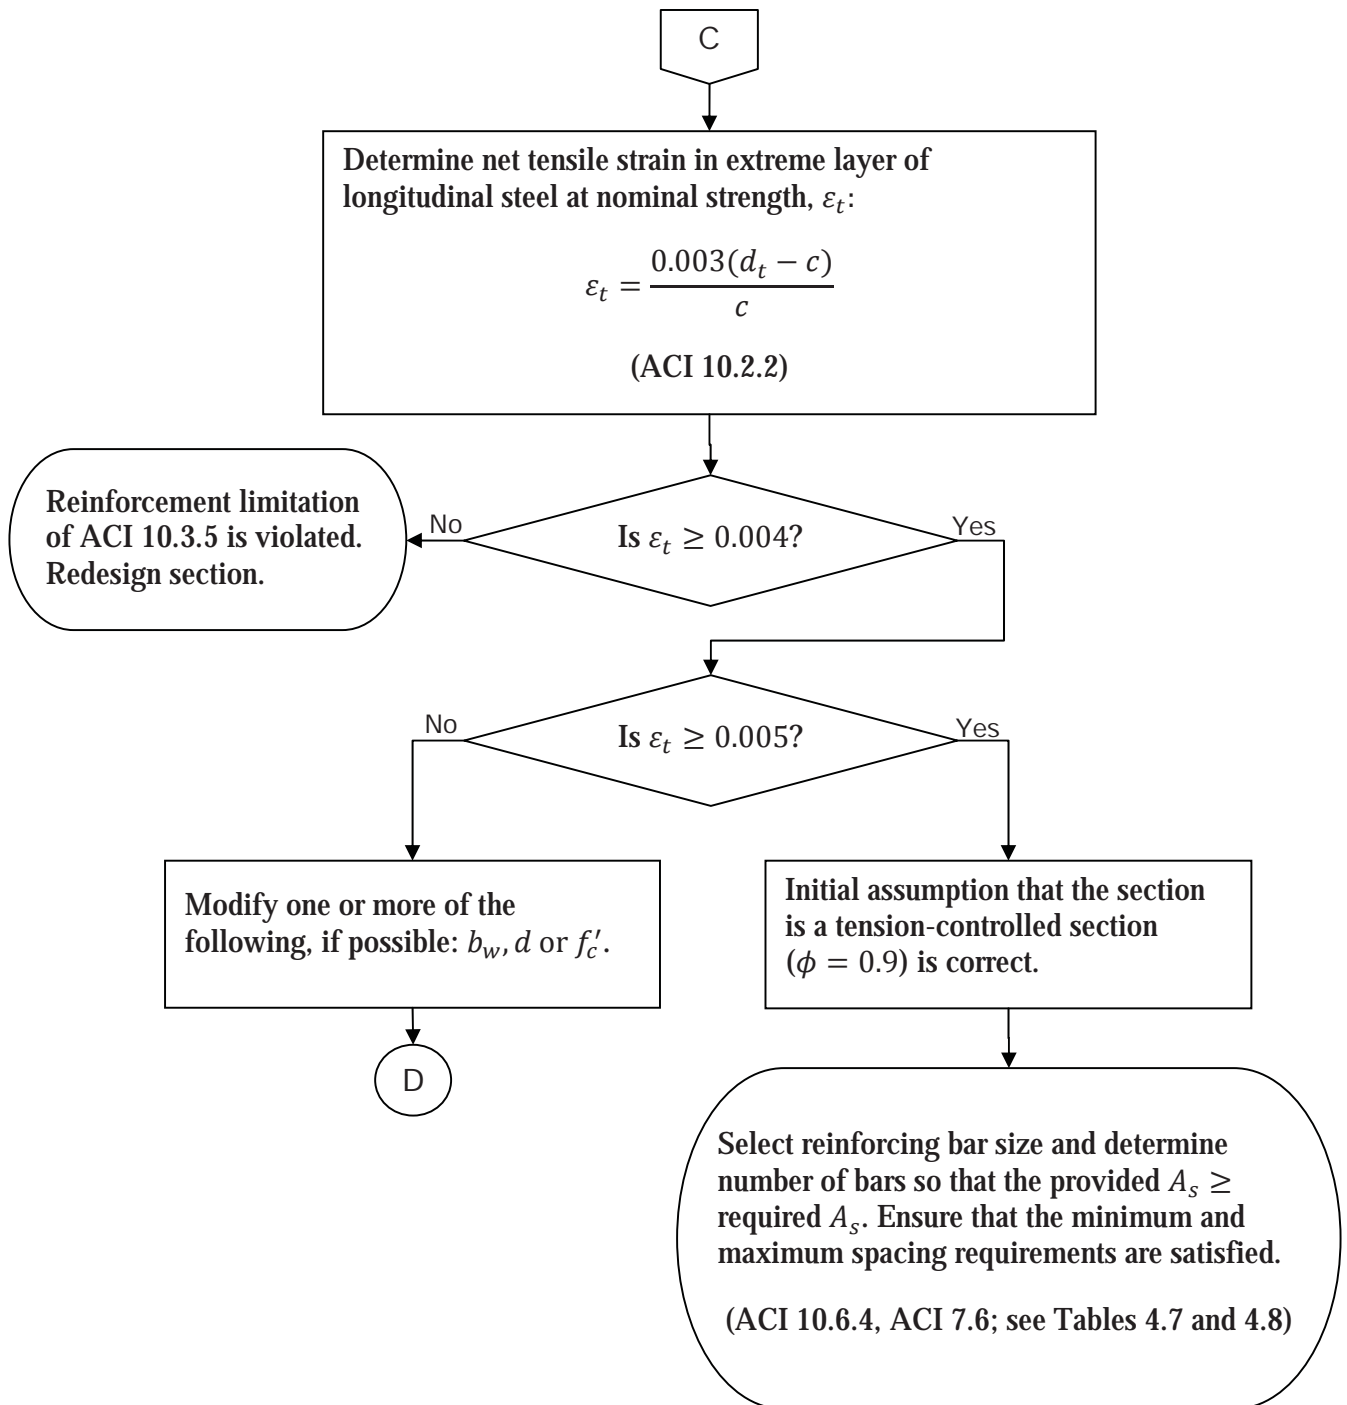 C
Determine net tensile strain in extreme layer of
longitudinal steel at nominal strength, εₜ:
εₜ = 0.003(dₜ − c) / c
(ACI 10.2.2)
Reinforcement limitation
of ACI 10.3.5 is violated.
Redesign section.
No
Is εₜ ≥ 0.004?
Yes
No
Is εₜ ≥ 0.005?
Yes
Modify one or more of the
following, if possible: b_w, d or f_c′.
D
Initial assumption that the section
is a tension-controlled section
(ϕ = 0.9) is correct.
Select reinforcing bar size and determine
number of bars so that the provided Aₛ ≥
required Aₛ. Ensure that the minimum and
maximum spacing requirements are satisfied.
(ACI 10.6.4, ACI 7.6; see Tables 4.7 and 4.8)